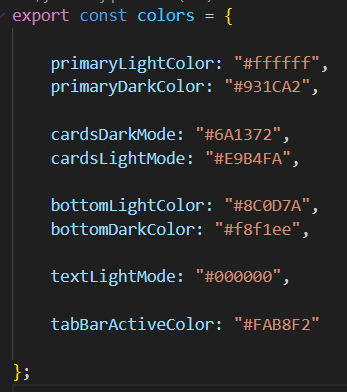 export const colors = {
primaryLightColor: "#ffffff",
primaryDarkColor: "#931CA2",
cardsDarkMode: "#6A1372",
cardsLightMode: "#E9B4FA",
bottomLightColor: "#8C0D7A",
bottomDarkColor: "#f8f1ee",
textLightMode: "#000000",
tabBarActiveColor: "#FAB8F2"
};